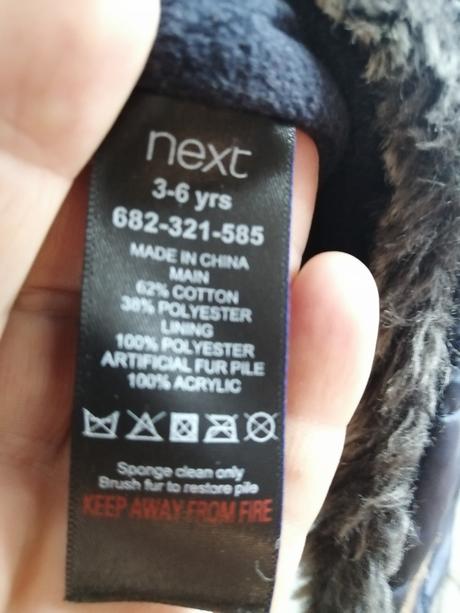 next
3-6 yrs
682-321-585
MADE IN CHINA
MAIN
62% COTTON
38% POLYESTER
LINING
100% POLYESTER
ARTIFICIAL FUR PILE
100% ACRYLIC
Sponge clean only
Brush fur to restore pile
KEEP AWAY FROM FIRE